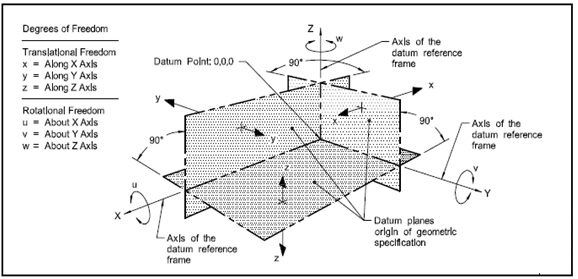 Degrees of Freedom
Translational Freedom
x = Along X Axis
y = Along Y Axis
z = Along Z Axis
Rotational Freedom
u = About X Axis
v = About Y Axis
w = About Z Axis
Z
w
Axis of the
datum reference
frame
90°
Datum Point: 0,0,0
x
y
x
y
90°
90°
Axis of the
datum reference
frame
z
u
v
X
Y
Datum planes
origin of geometric
specification
Axis of the
datum reference
frame
z